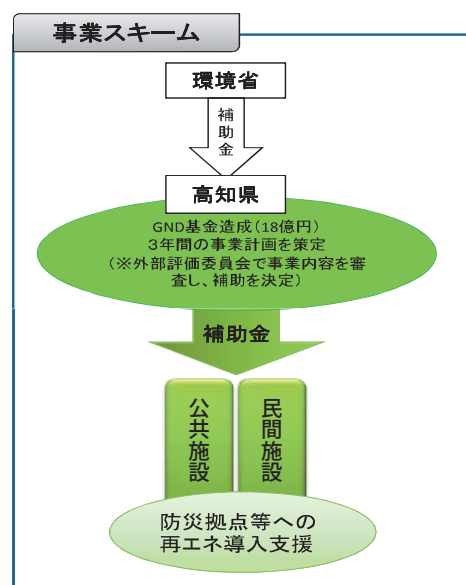 事業スキーム
環境省
補助金
高知県
GND基金造成(18億円)
3年間の事業計画を策定
(※外部評価委員会で事業内容を審
査し、補助を決定)
補助金
公共施設
民間施設
防災拠点等への
再エネ導入支援